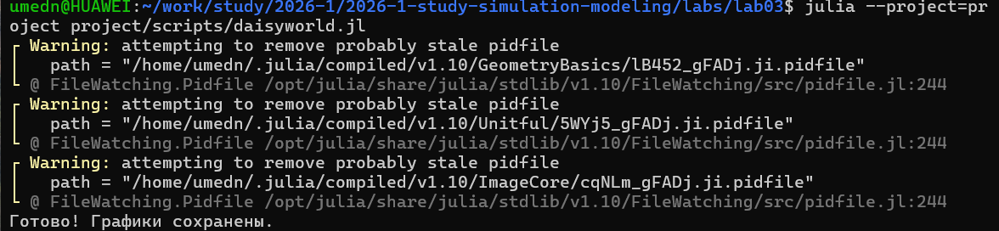 umedn@HUAWEI:~/work/study/2026-1/2026-1-study-simulation-modeling/labs/lab03$ julia --project=pr
oject project/scripts/daisyworld.jl
┌ Warning: attempting to remove probably stale pidfile
│   path = "/home/umedn/.julia/compiled/v1.10/GeometryBasics/lB452_gFADj.ji.pidfile"
└ @ FileWatching.Pidfile /opt/julia/share/julia/stdlib/v1.10/FileWatching/src/pidfile.jl:244
┌ Warning: attempting to remove probably stale pidfile
│   path = "/home/umedn/.julia/compiled/v1.10/Unitful/5WYj5_gFADj.ji.pidfile"
└ @ FileWatching.Pidfile /opt/julia/share/julia/stdlib/v1.10/FileWatching/src/pidfile.jl:244
┌ Warning: attempting to remove probably stale pidfile
│   path = "/home/umedn/.julia/compiled/v1.10/ImageCore/cqNLm_gFADj.ji.pidfile"
└ @ FileWatching.Pidfile /opt/julia/share/julia/stdlib/v1.10/FileWatching/src/pidfile.jl:244
Готово! Графики сохранены.